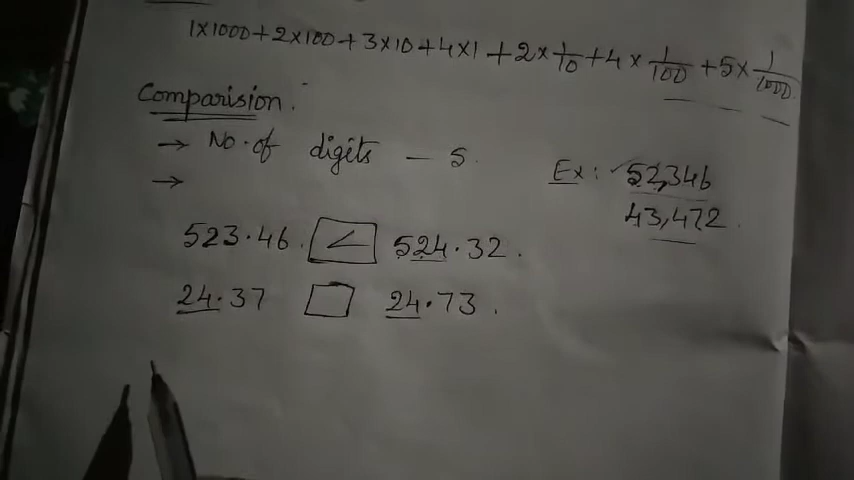 1×1000+2×100+3×10+4×1+2×1/10+4×1/100+5×1/1000
Comparision :
→ No. of digits – 5.
→
Ex : ✓52,346
43,472.
523.46. < 524.32.
24.37 □ 24.73.